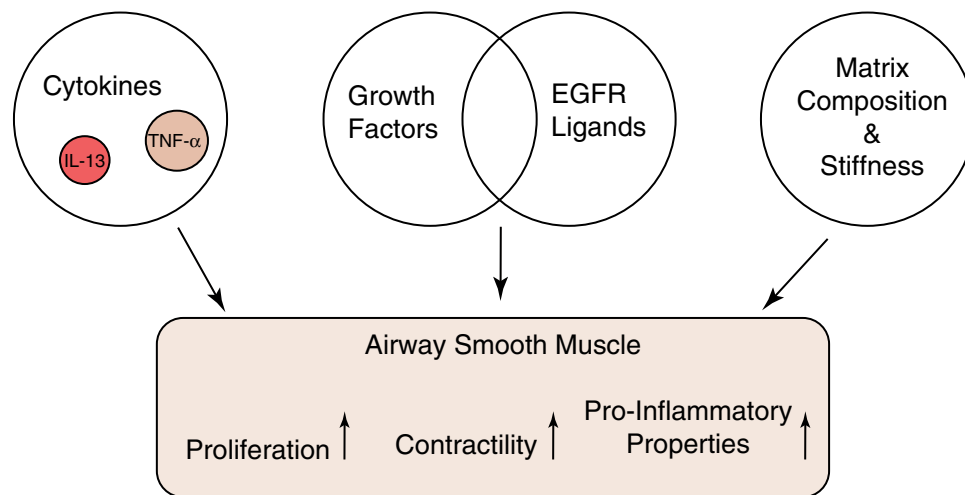 Cytokines
IL-13
TNF-α
Growth
Factors
EGFR
Ligands
Matrix
Composition
&
Stiffness
Airway Smooth Muscle
Proliferation
Contractility
Pro-Inflammatory
Properties